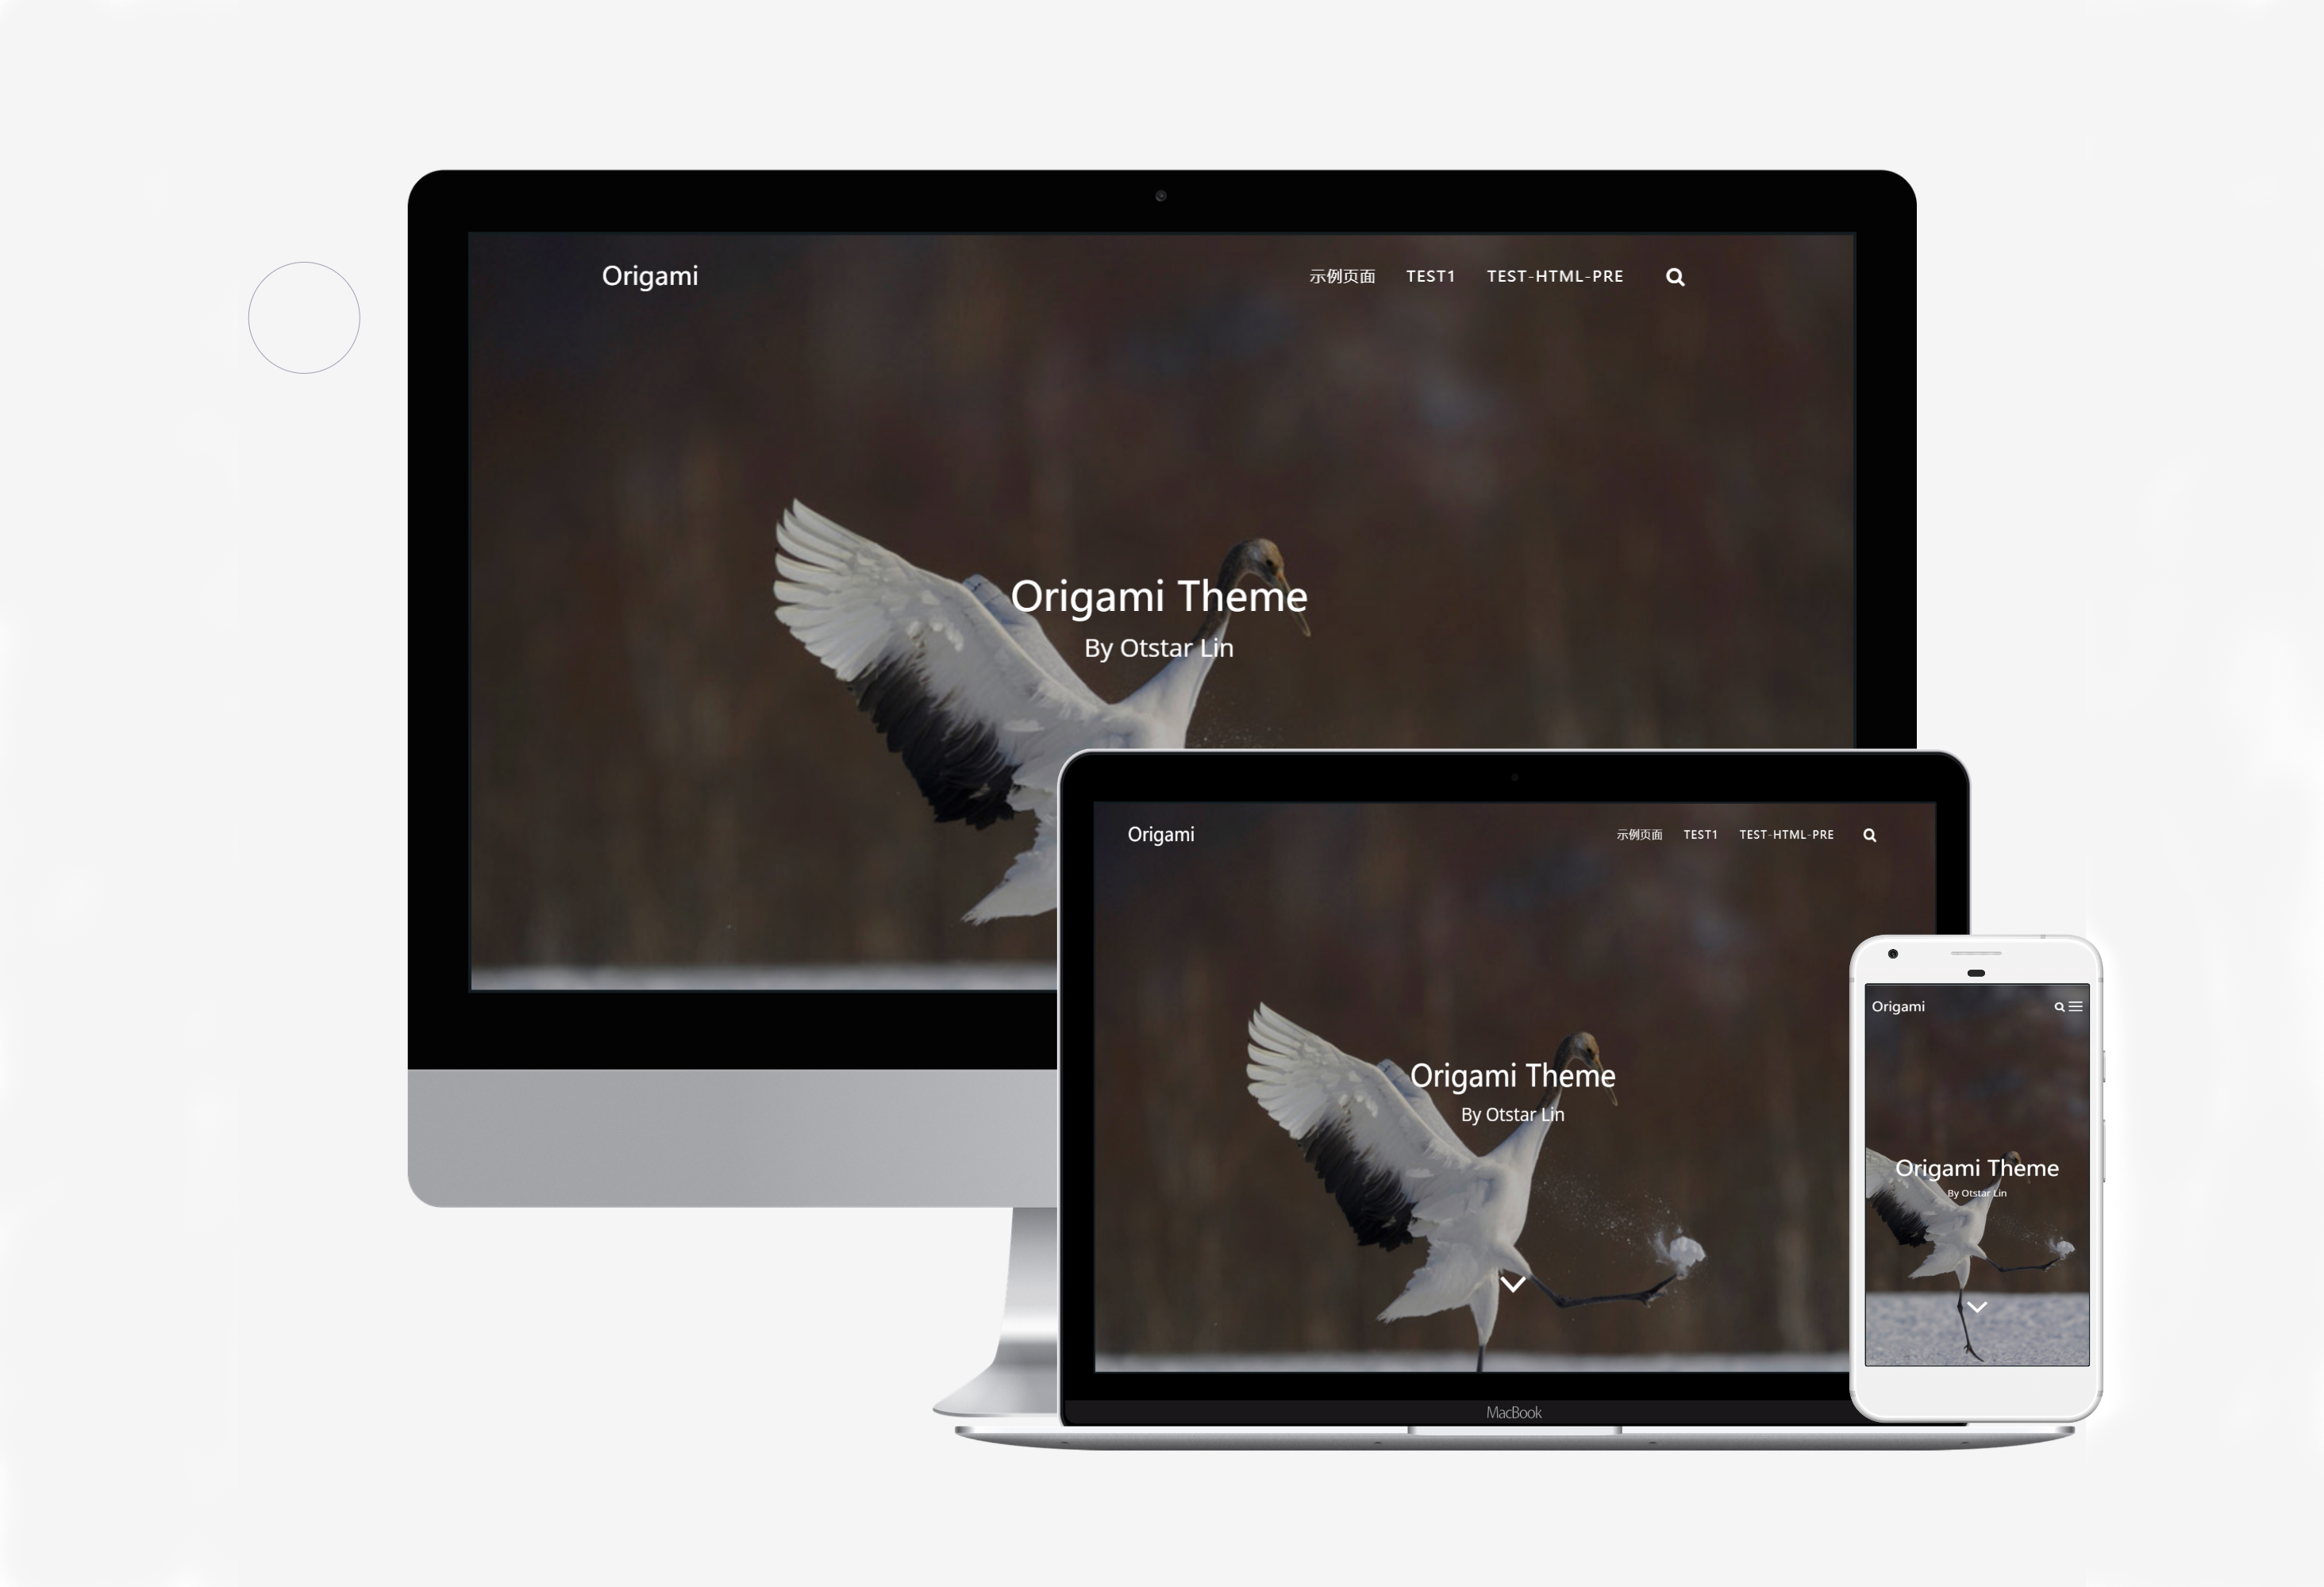 Origami
示例页面 TEST1 TEST-HTML-PRE
Origami Theme
By Otstar Lin
Origami
示例页面 TEST1 TEST-HTML-PRE
Origami Theme
By Otstar Lin
MacBook
Origami
Origami Theme
By Otstar Lin